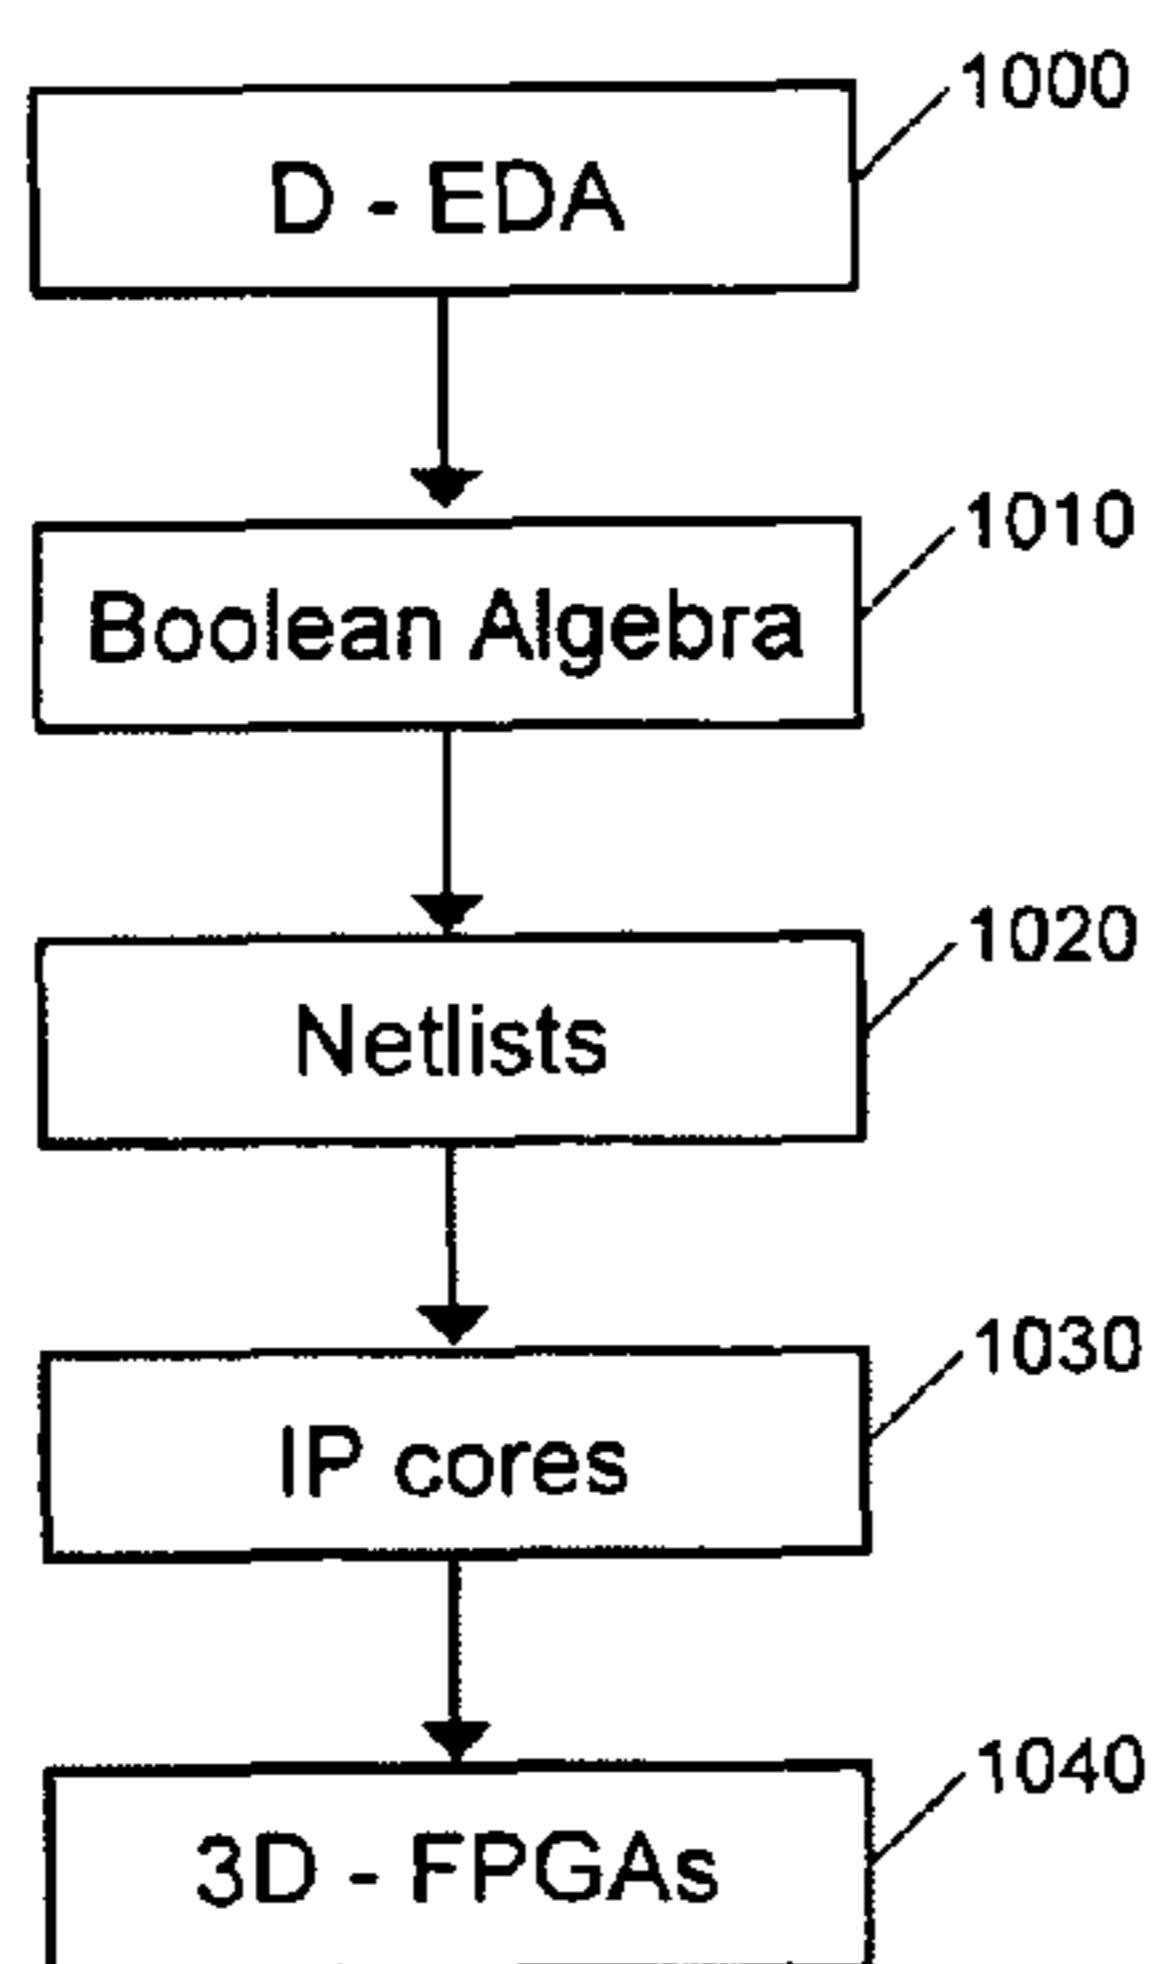 1000
D - EDA
1010
Boolean Algebra
1020
Netlists
1030
IP cores
1040
3D - FPGAs